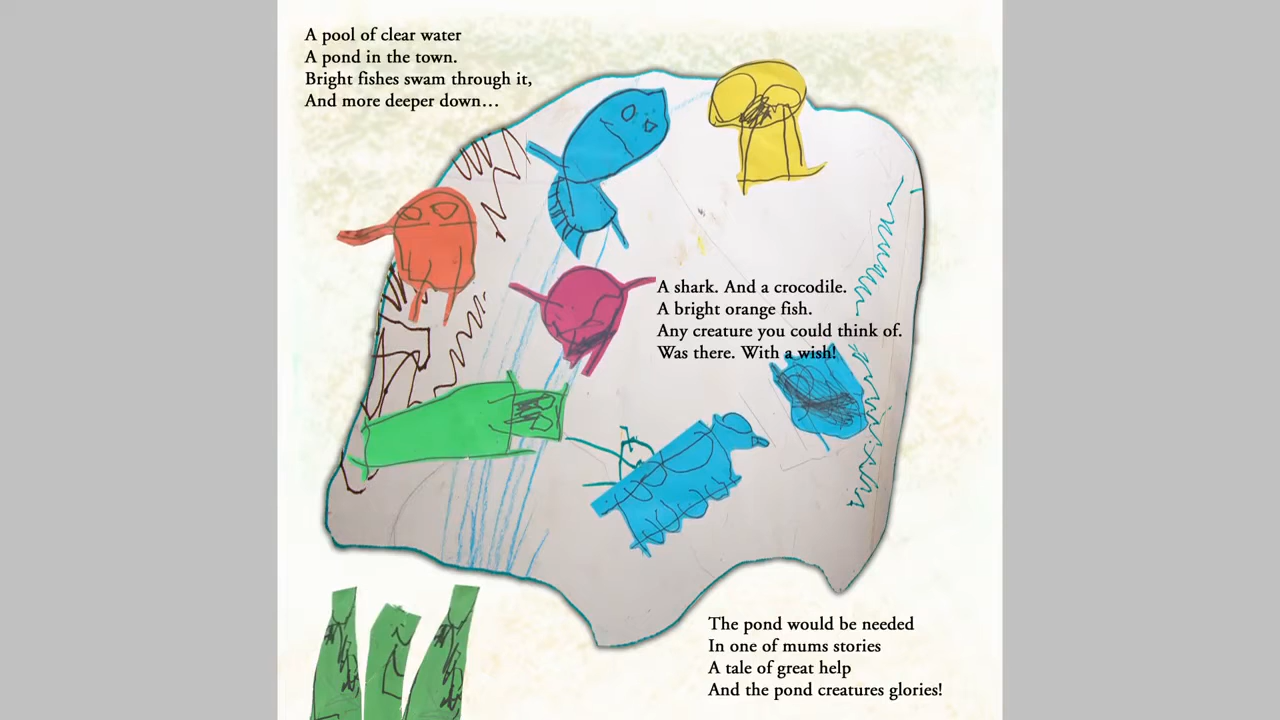 A pool of clear water
A pond in the town.
Bright fishes swam through it,
And more deeper down…
A shark. And a crocodile.
A bright orange fish.
Any creature you could think of.
Was there. With a wish!
The pond would be needed
In one of mums stories
A tale of great help
And the pond creatures glories!